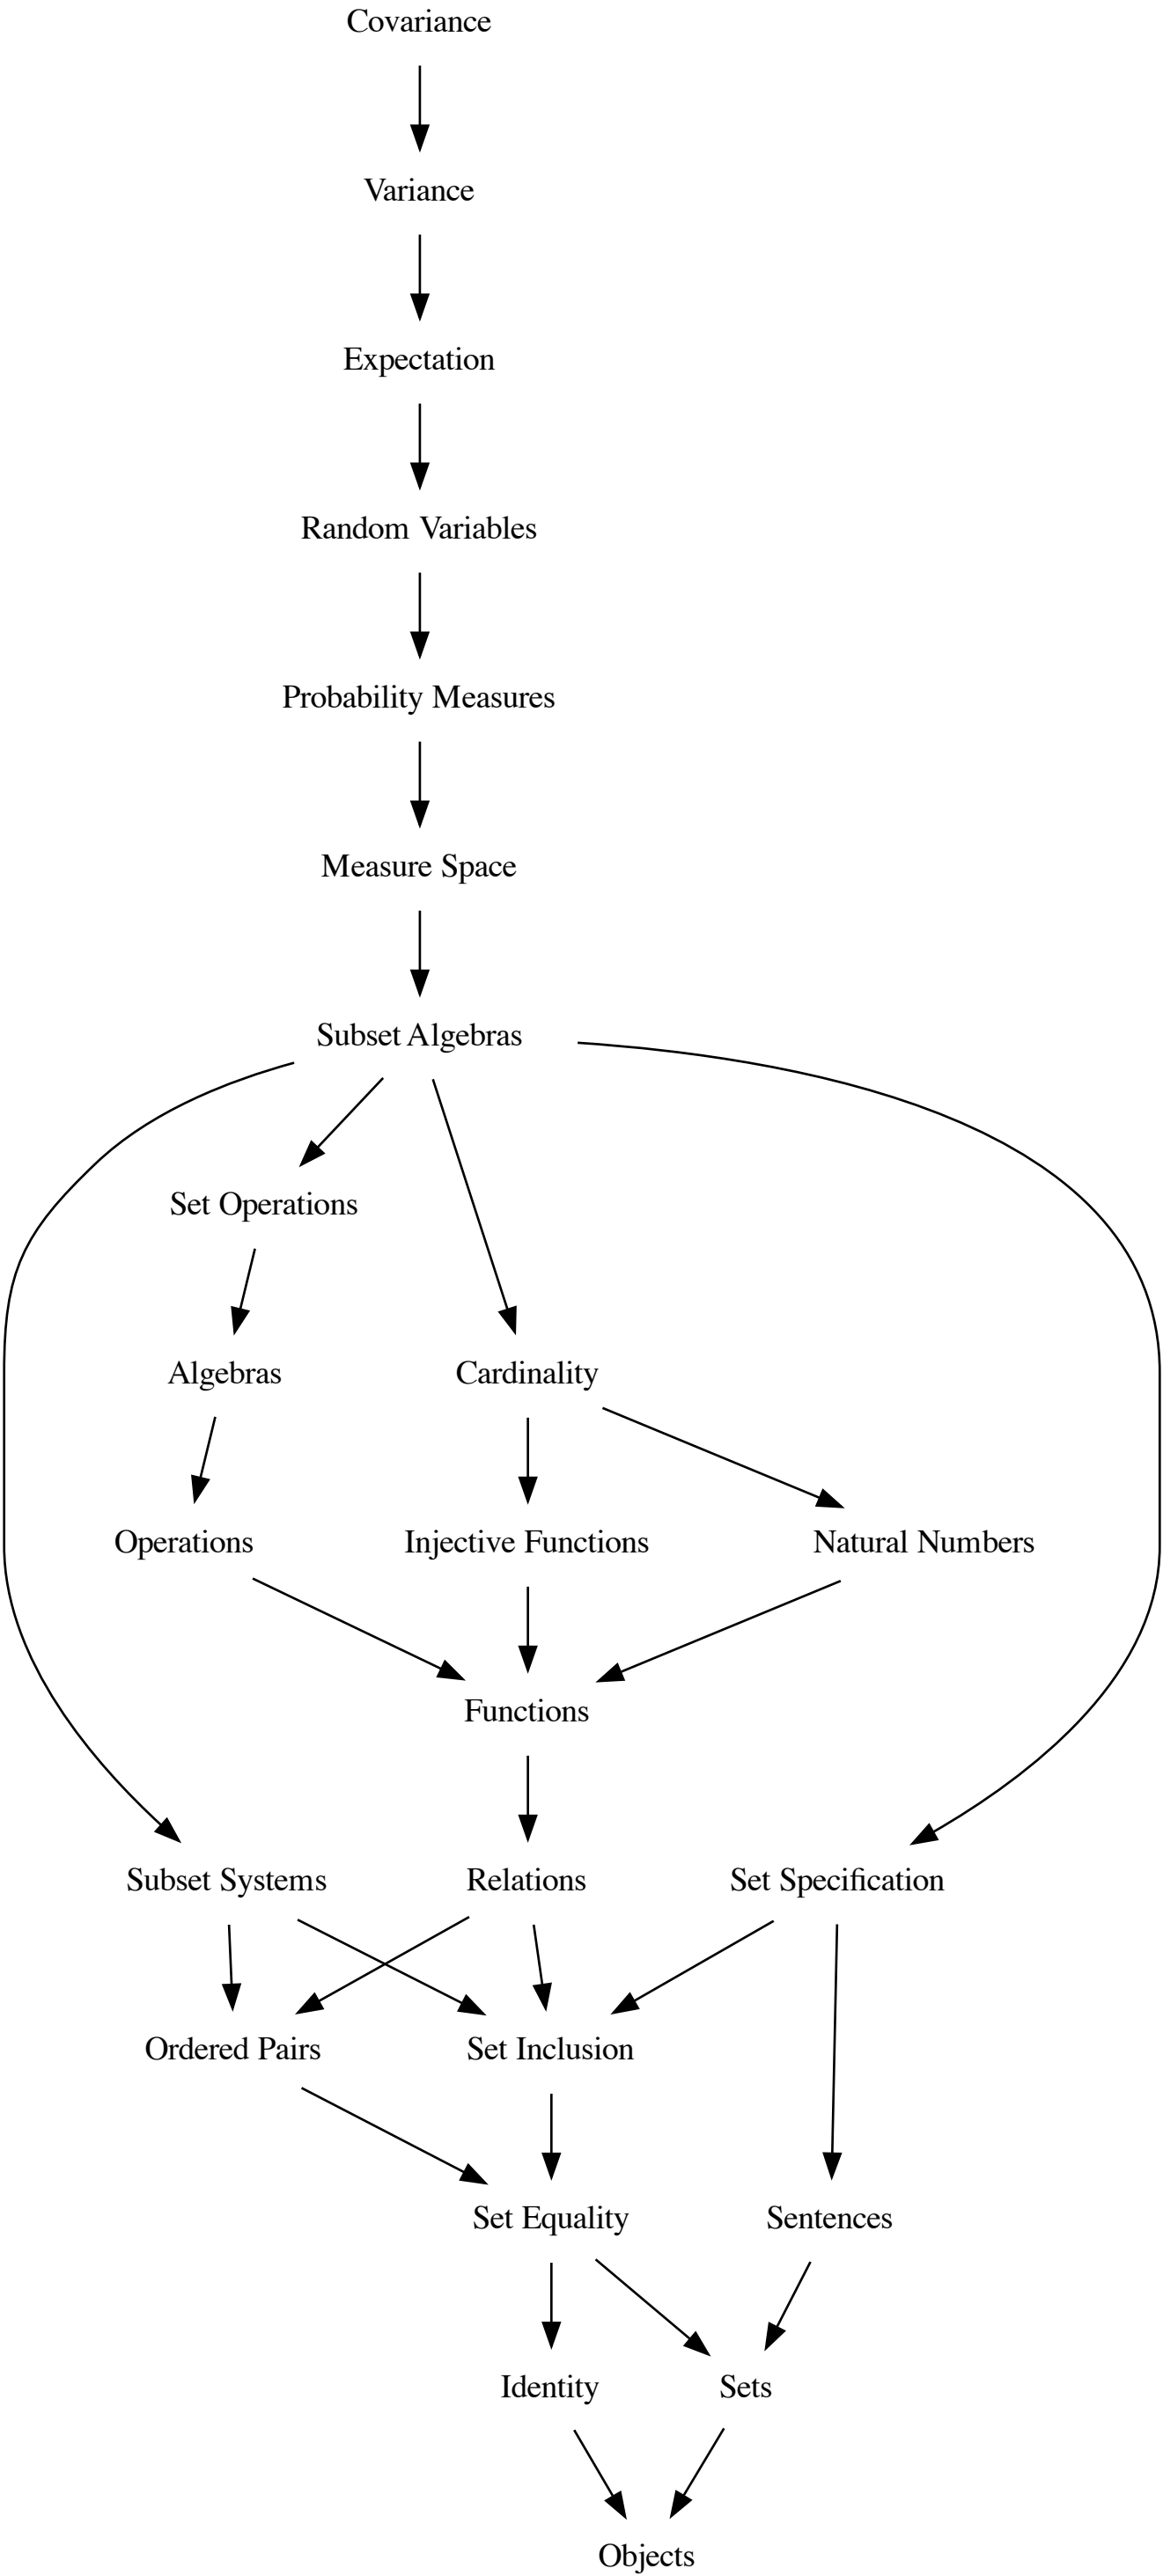 Covariance
Variance
Expectation
Random Variables
Probability Measures
Measure Space
Subset Algebras
Set Operations
Algebras
Cardinality
Operations
Injective Functions
Natural Numbers
Functions
Subset Systems
Relations
Set Specification
Ordered Pairs
Set Inclusion
Set Equality
Sentences
Identity
Sets
Objects